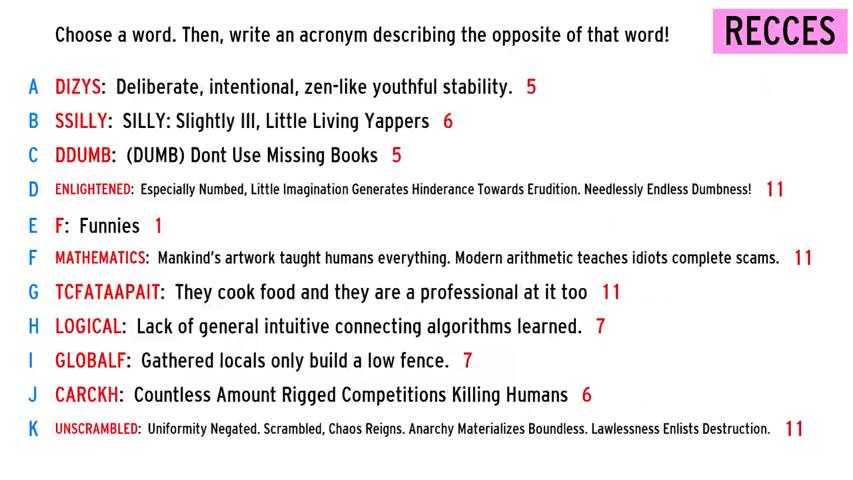 Choose a word. Then, write an acronym describing the opposite of that word!
RECCES
A DIZYS: Deliberate, intentional, zen-like youthful stability. 5
B SSILLY: SILLY: Slightly Ill, Little Living Yappers 6
C DDUMB: (DUMB) Dont Use Missing Books 5
D ENLIGHTENED: Especially Numbed, Little Imagination Generates Hinderance Towards Erudition. Needlessly Endless Dumbness! 11
E F: Funnies 1
F MATHEMATICS: Mankind's artwork taught humans everything. Modern arithmetic teaches idiots complete scams. 11
G TCFATAAPAIT: They cook food and they are a professional at it too 11
H LOGICAL: Lack of general intuitive connecting algorithms learned. 7
I GLOBALF: Gathered locals only build a low fence. 7
J CARCKH: Countless Amount Rigged Competitions Killing Humans 6
K UNSCRAMBLED: Uniformity Negated. Scrambled, Chaos Reigns. Anarchy Materializes Boundless. Lawlessness Enlists Destruction. 11